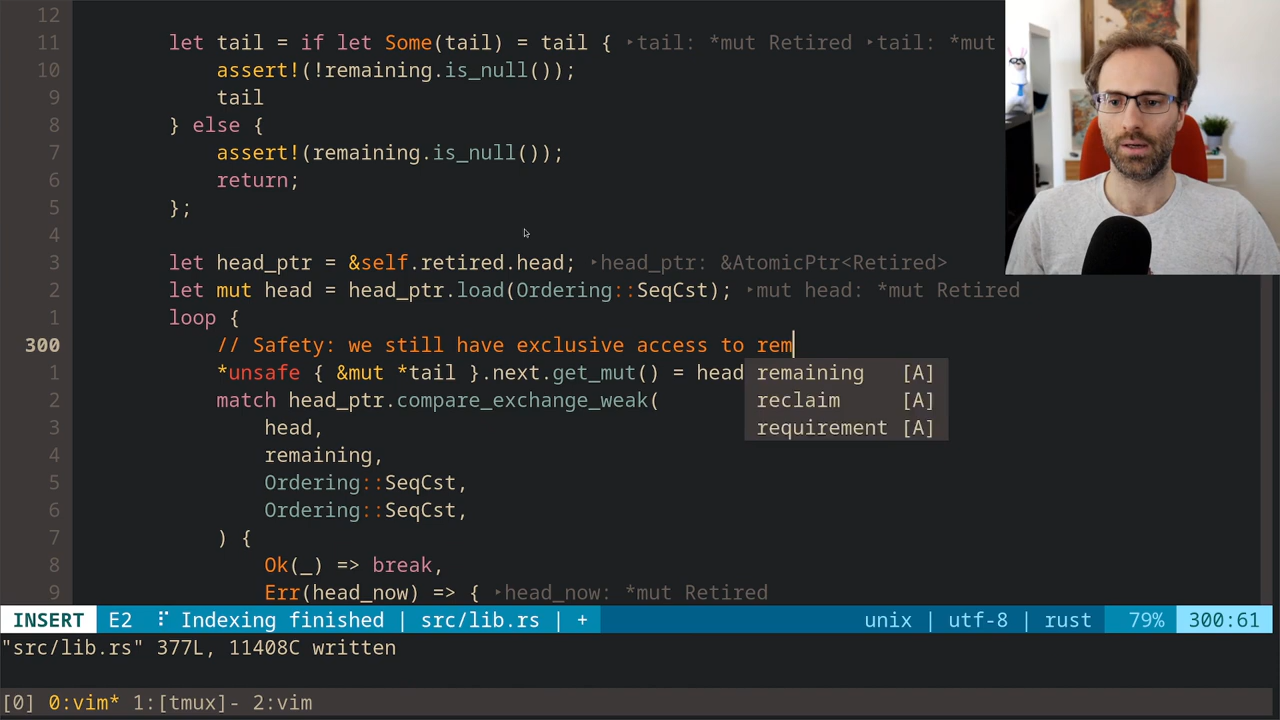 12
11 let tail = if let Some(tail) = tail { ▸tail: *mut Retired ▸tail: *mut
10 assert!(!remaining.is_null());
9 tail
8 } else {
7 assert!(remaining.is_null());
6 return;
5 };
4
3 let head_ptr = &self.retired.head; ▸head_ptr: &AtomicPtr<Retired>
2 let mut head = head_ptr.load(Ordering::SeqCst); ▸mut head: *mut Retired
1 loop {
300 // Safety: we still have exclusive access to rem
1 *unsafe { &mut *tail }.next.get_mut() = head remaining [A]
2 match head_ptr.compare_exchange_weak( reclaim [A]
3 head, requirement [A]
4 remaining,
5 Ordering::SeqCst,
6 Ordering::SeqCst,
7 ) {
8 Ok(_) => break,
9 Err(head_now) => { ▸head_now: *mut Retired
INSERT E2 ⠏ Indexing finished | src/lib.rs | + unix | utf-8 | rust 79% 300:61
"src/lib.rs" 377L, 11408C written
[0] 0:vim* 1:[tmux]- 2:vim